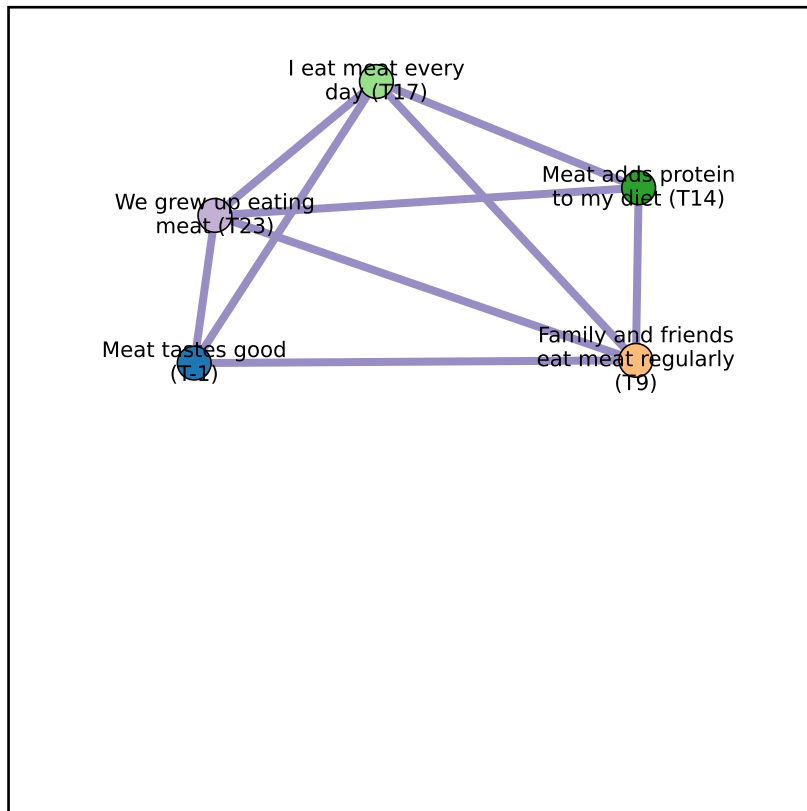 I eat meat every
day (T17)
Meat adds protein
to my diet (T14)
We grew up eating
meat (T23)
Family and friends
eat meat regularly
(T9)
Meat tastes good
(T-1)